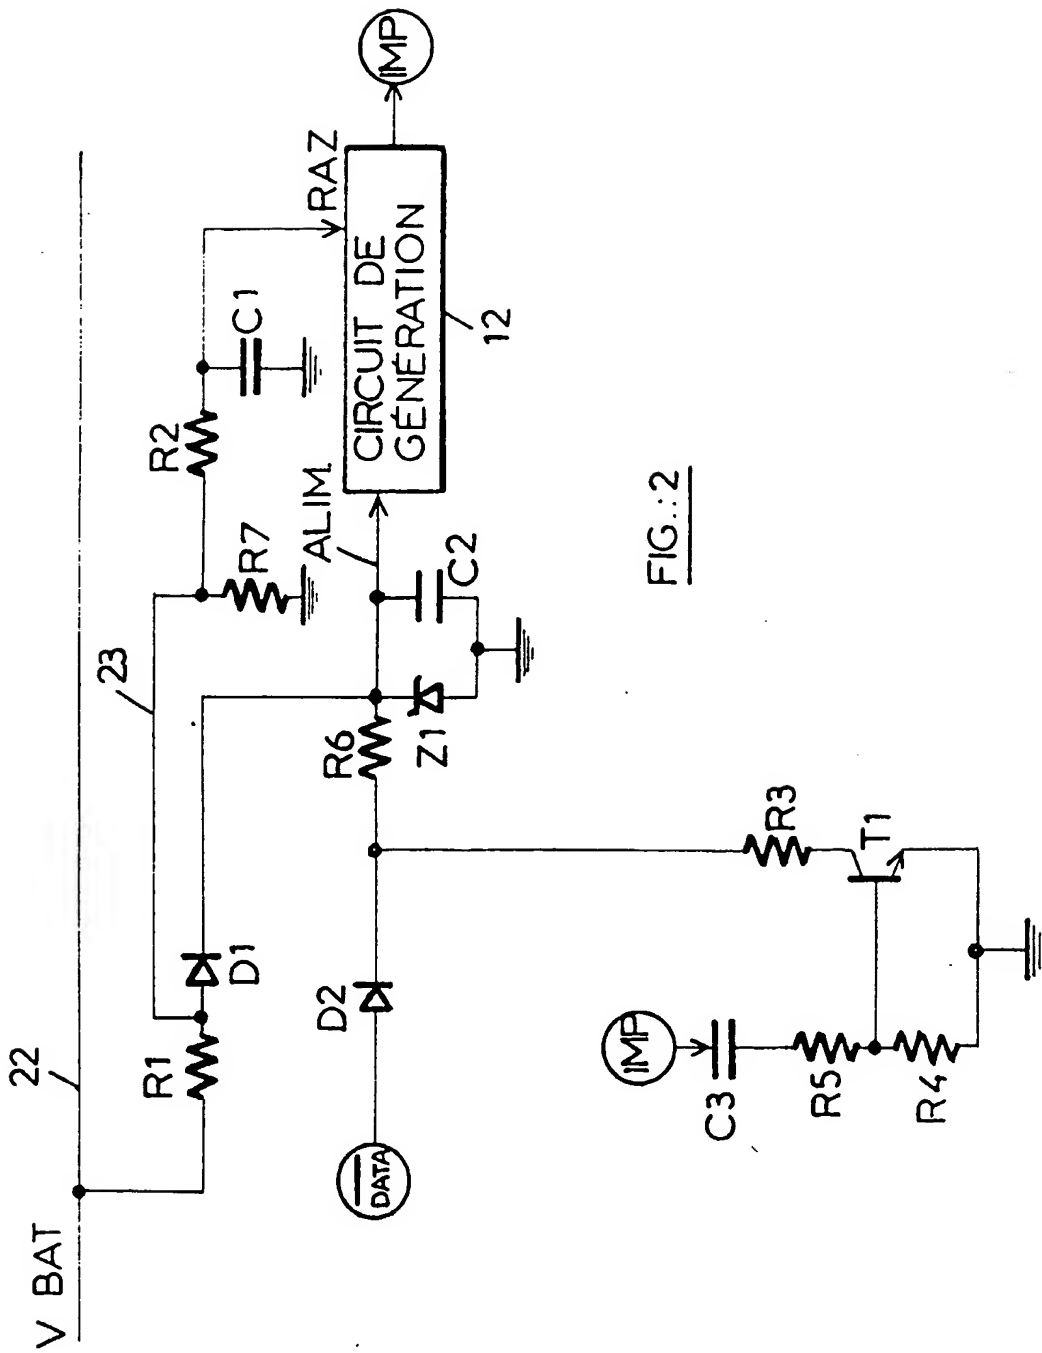 V BAT
22
23
R1
D1
R2
C1
R7
RAZ
ALIM.
CIRCUIT DE
GÉNÉRATION
IMP
12
DATA
D2
R6
Z1
C2
IMP
C3
R5
R4
R3
T1
FIG.:2